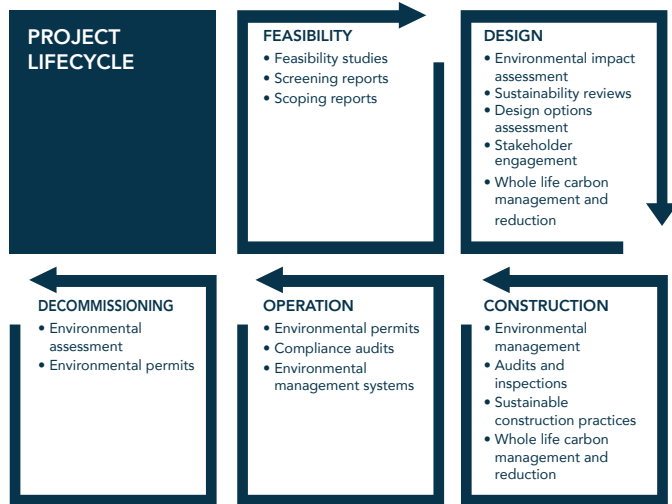 PROJECT
LIFECYCLE
FEASIBILITY
• Feasibility studies
• Screening reports
• Scoping reports
DESIGN
• Environmental impact
assessment
• Sustainability reviews
• Design options
assessment
• Stakeholder
engagement
• Whole life carbon
management and
reduction
DECOMMISSIONING
• Environmental
assessment
• Environmental permits
OPERATION
• Environmental permits
• Compliance audits
• Environmental
management systems
CONSTRUCTION
• Environmental
management
• Audits and
inspections
• Sustainable
construction practices
• Whole life carbon
management and
reduction